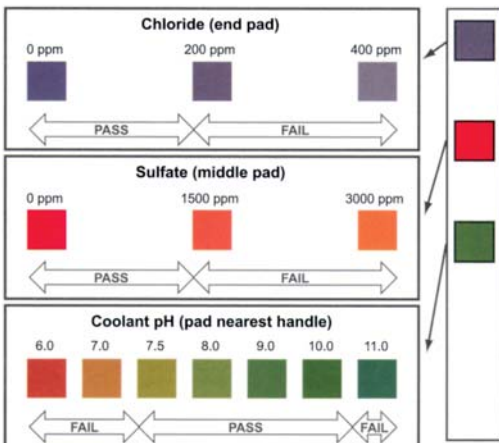 Chloride (end pad)
0 ppm 200 ppm 400 ppm
PASS FAIL
Sulfate (middle pad)
0 ppm 1500 ppm 3000 ppm
PASS FAIL
Coolant pH (pad nearest handle)
6.0 7.0 7.5 8.0 9.0 10.0 11.0
FAIL PASS FAIL